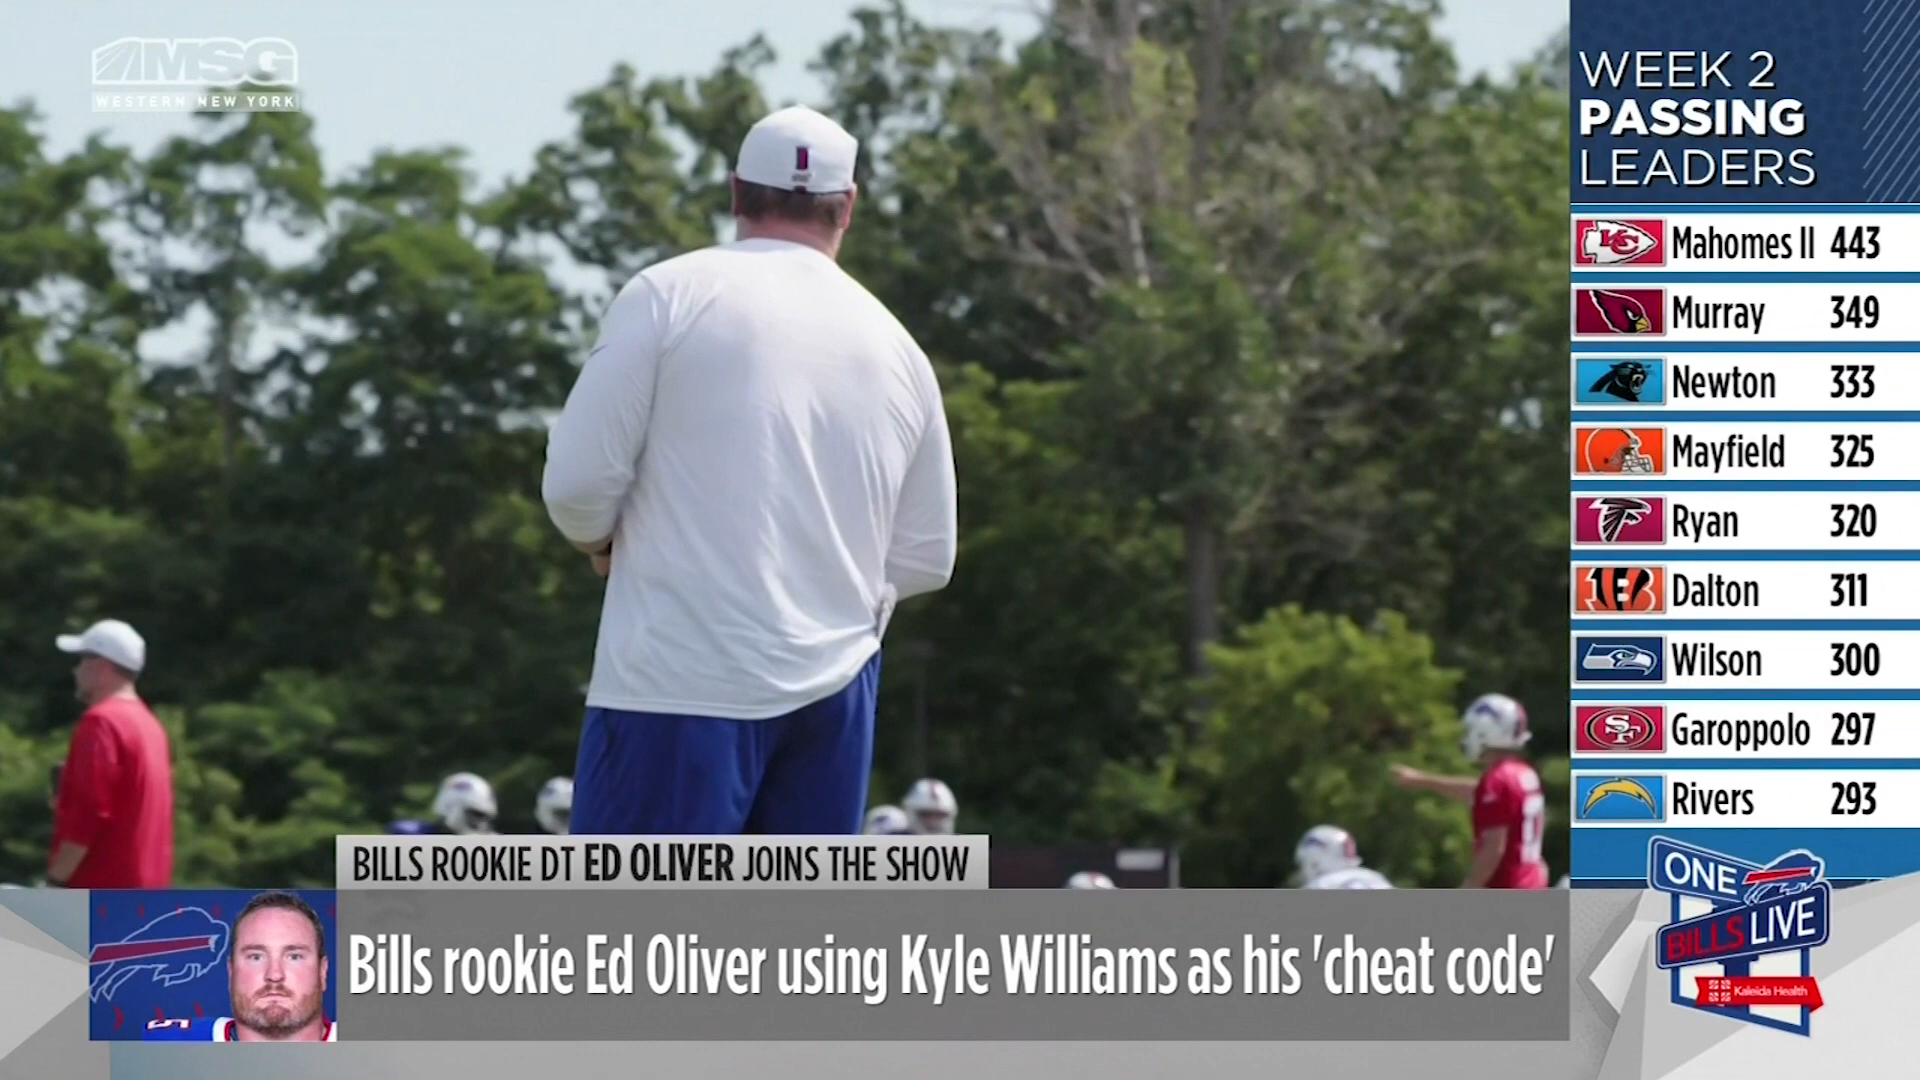 MSG
WESTERN NEW YORK
WEEK 2
PASSING
LEADERS
KC Mahomes II 443
Murray 349
Newton 333
Mayfield 325
Ryan 320
B Dalton 311
Wilson 300
SF Garoppolo 297
Rivers 293
BILLS ROOKIE DT ED OLIVER JOINS THE SHOW
Bills rookie Ed Oliver using Kyle Williams as his 'cheat code'
ONE
BILLS LIVE
Kaleida Health